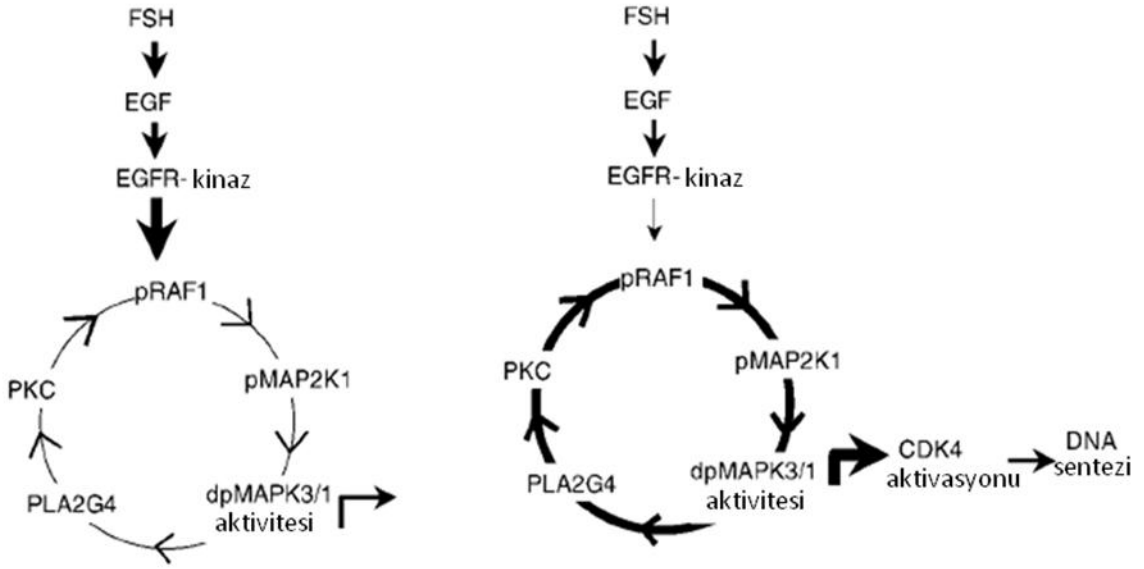 FSH
EGF
EGFR- kinaz
pRAF1
pMAP2K1
dpMAPK3/1
aktivitesi
PLA2G4
PKC
FSH
EGF
EGFR- kinaz
pRAF1
pMAP2K1
dpMAPK3/1
aktivitesi
PLA2G4
PKC
CDK4
aktivasyonu
DNA
sentezi